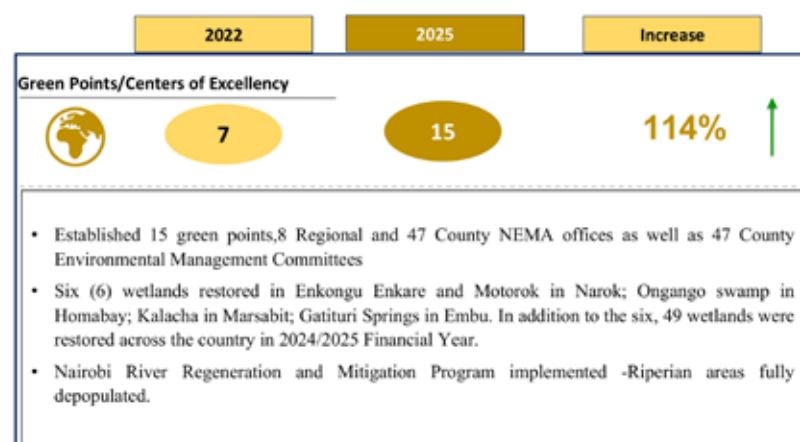 2022 2025 Increase
Green Points/Centers of Excellency
7 15 114%
• Established 15 green points,8 Regional and 47 County NEMA offices as well as 47 County
Environmental Management Committees
• Six (6) wetlands restored in Enkongu Enkare and Motorok in Narok; Ongango swamp in
Homabay; Kalacha in Marsabit; Gatituri Springs in Embu. In addition to the six, 49 wetlands were
restored across the country in 2024/2025 Financial Year.
• Nairobi River Regeneration and Mitigation Program implemented -Riperian areas fully
depopulated.